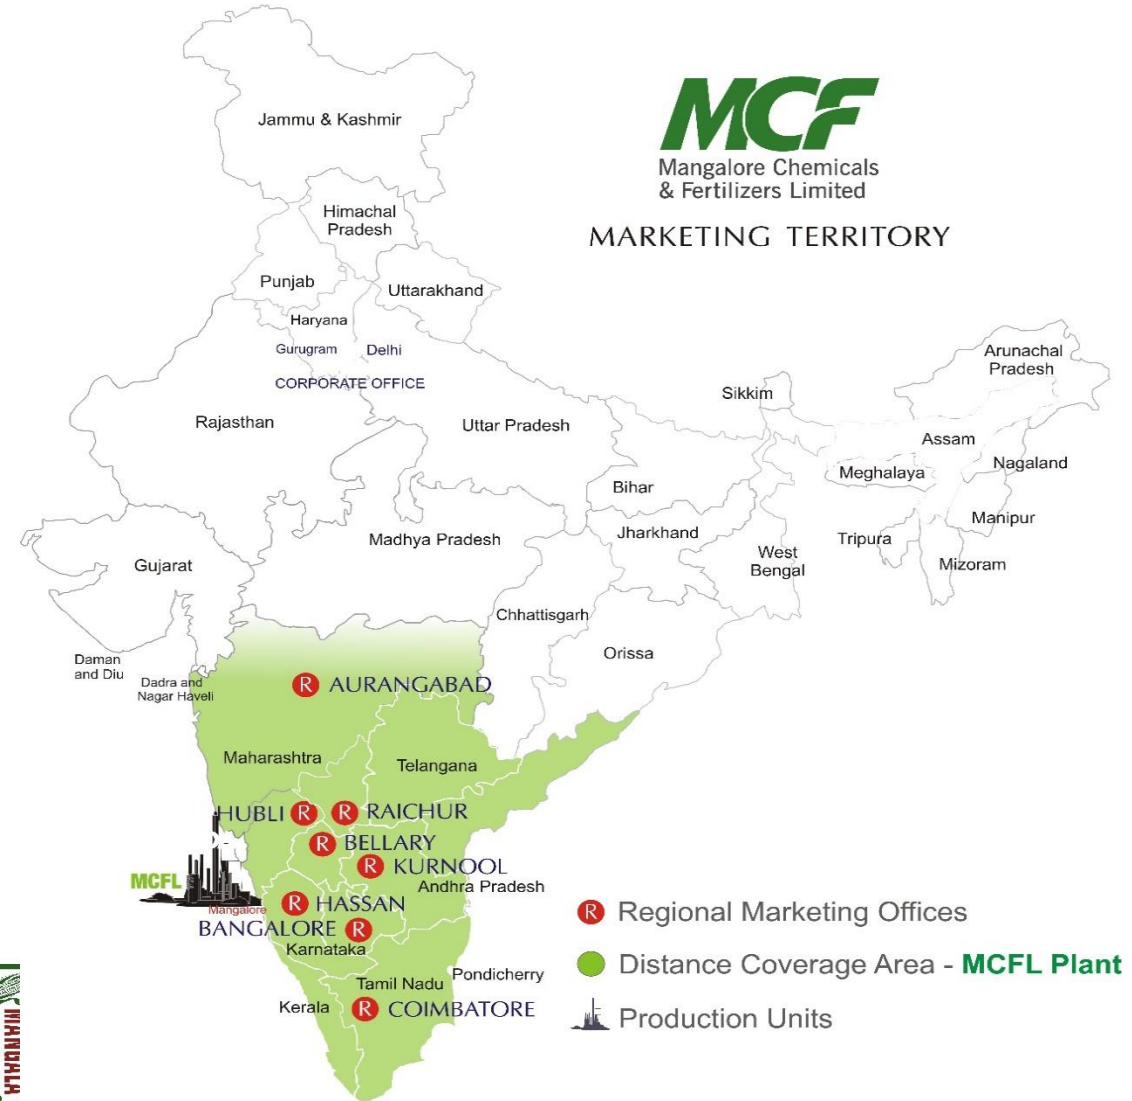 Jammu & Kashmir
MCF
Mangalore Chemicals
& Fertilizers Limited
MARKETING TERRITORY
Himachal
Pradesh
Punjab
Uttarakhand
Haryana
Gurugram
Delhi
CORPORATE OFFICE
Rajasthan
Uttar Pradesh
Sikkim
Arunachal
Pradesh
Assam
Nagaland
Meghalaya
Bihar
Manipur
Jharkhand
Tripura
Madhya Pradesh
West
Bengal
Mizoram
Gujarat
Chhattisgarh
Orissa
Daman
and Diu
Dadra and
Nagar Haveli
R AURANGABAD
Maharashtra
Telangana
HUBLI R
R RAICHUR
R BELLARY
R KURNOOL
MCFL
Andhra Pradesh
Mangalore
R HASSAN
BANGALORE R
Karnataka
Pondicherry
Tamil Nadu
Kerala
R COIMBATORE
R Regional Marketing Offices
Distance Coverage Area - MCFL Plant
Production Units
MANGALA